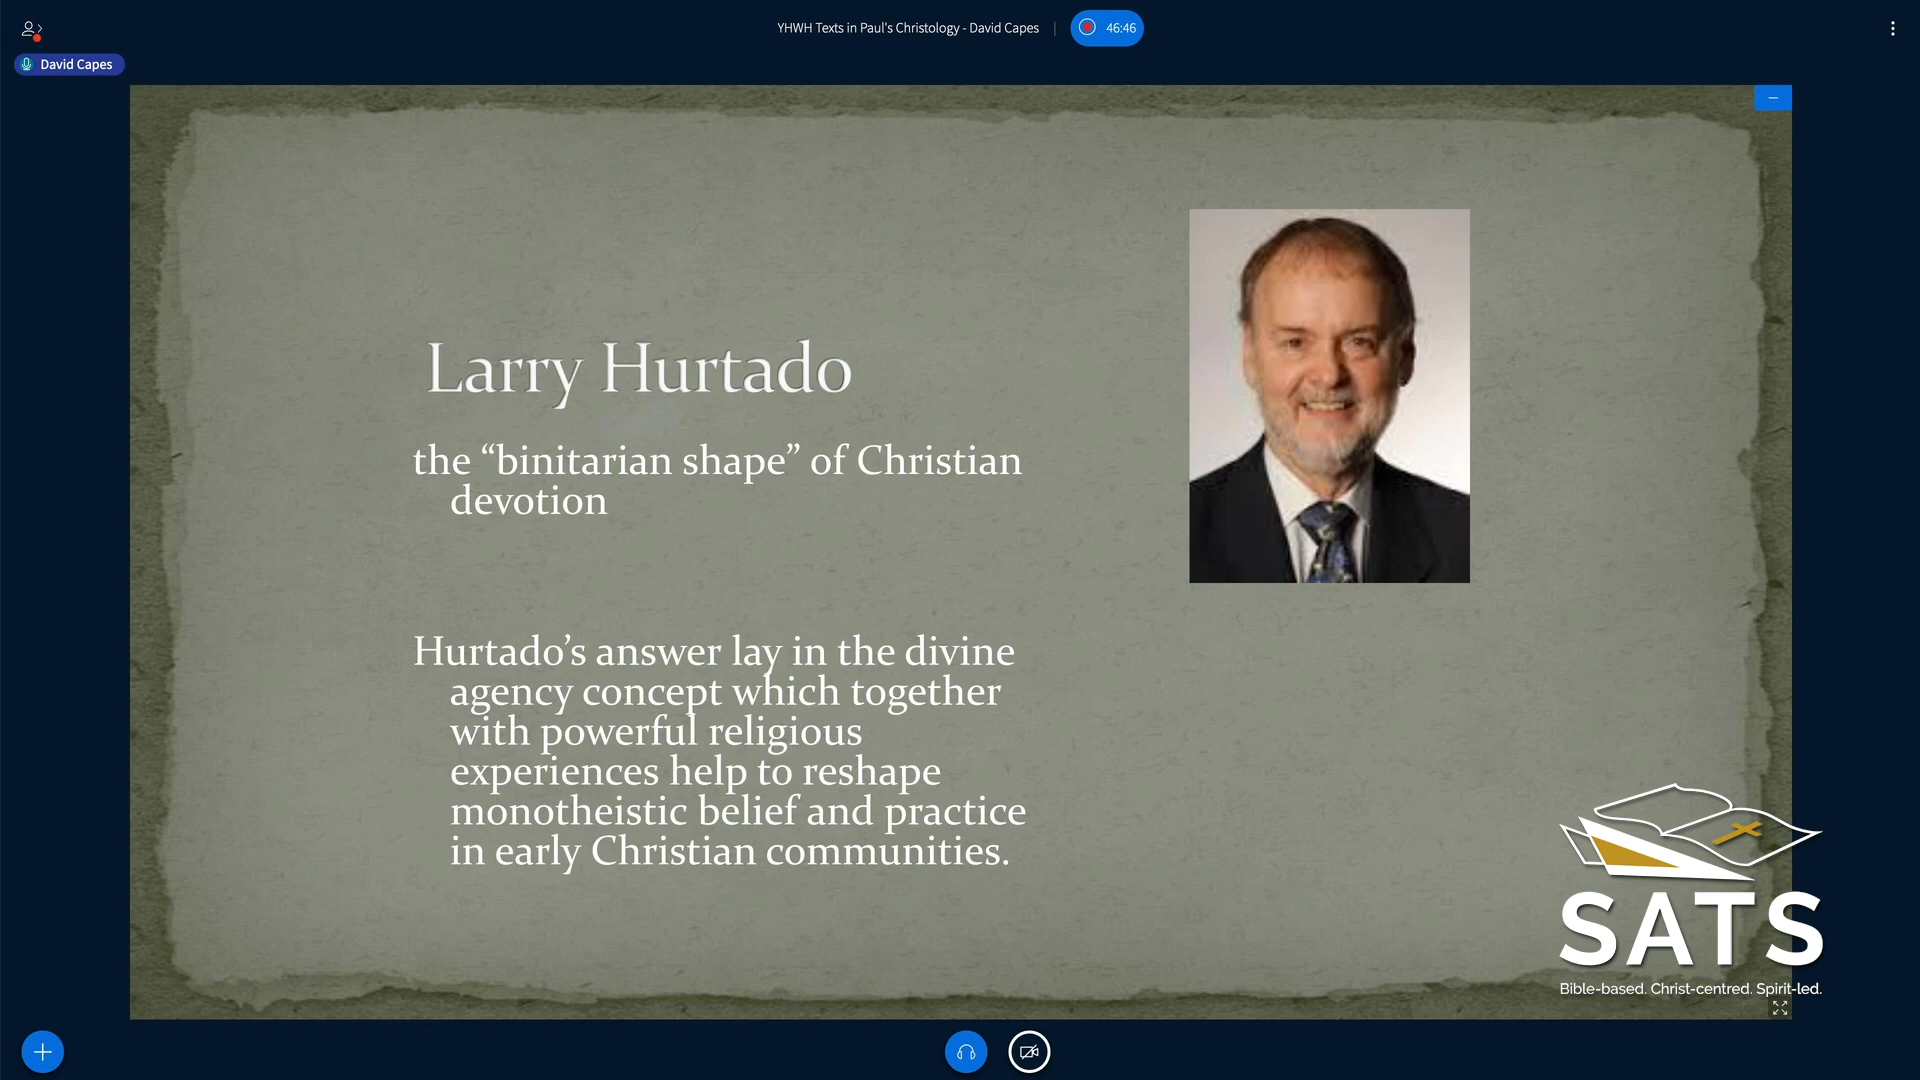 YHWH Texts in Paul's Christology - David Capes | 46:46
David Capes
Larry Hurtado
the “binitarian shape” of Christian
devotion
Hurtado’s answer lay in the divine
agency concept which together
with powerful religious
experiences help to reshape
monotheistic belief and practice
in early Christian communities.
SATS
Bible-based. Christ-centred. Spirit-led.